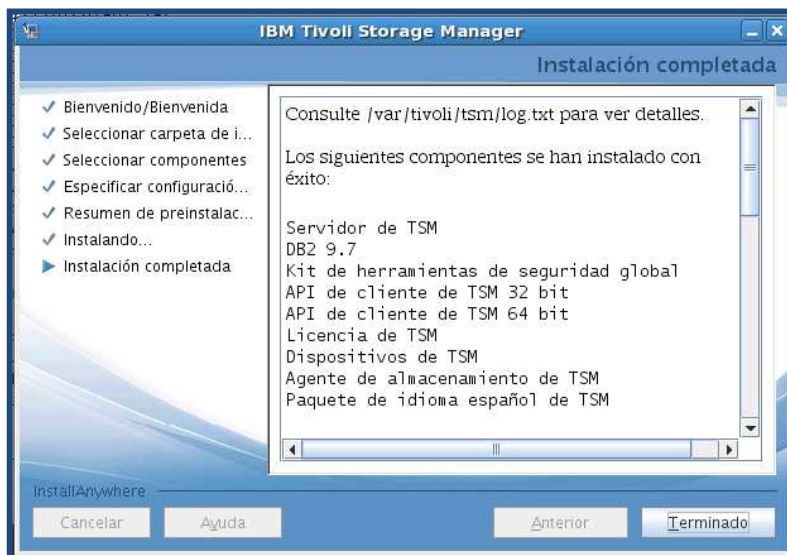 IBM Tivoli Storage Manager
Instalación completada
Bienvenido/Bienvenida
Seleccionar carpeta de i...
Seleccionar componentes
Especificar configuració...
Resumen de preinstalac...
Instalando...
Instalación completada
Consulte /var/tivoli/tsm/log.txt para ver detalles.
Los siguientes componentes se han instalado con
éxito:
Servidor de TSM
DB2 9.7
Kit de herramientas de seguridad global
API de cliente de TSM 32 bit
API de cliente de TSM 64 bit
Licencia de TSM
Dispositivos de TSM
Agente de almacenamiento de TSM
Paquete de idioma español de TSM
InstallAnywhere
Cancelar
Ayuda
Anterior
Terminado